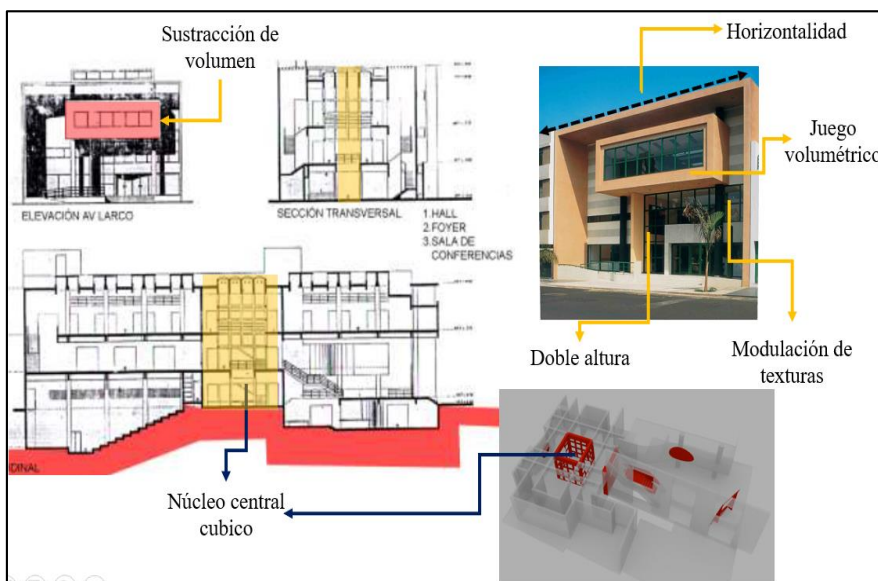 Sustracción de
volumen
Horizontalidad
Juego
volumétrico
ELEVACIÓN AV LARCO
SECCIÓN TRANSVERSAL
1.HALL
2.FOYER
3.SALA DE
CONFERENCIAS
Doble altura
Modulación de
texturas
DINAL
Núcleo central
cubico